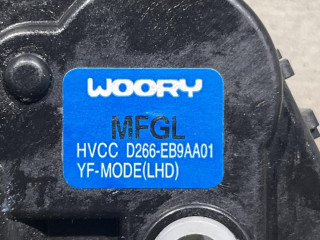 WOORY
MFGL
HVCC D266-EB9AA01
YF-MODE(LHD)